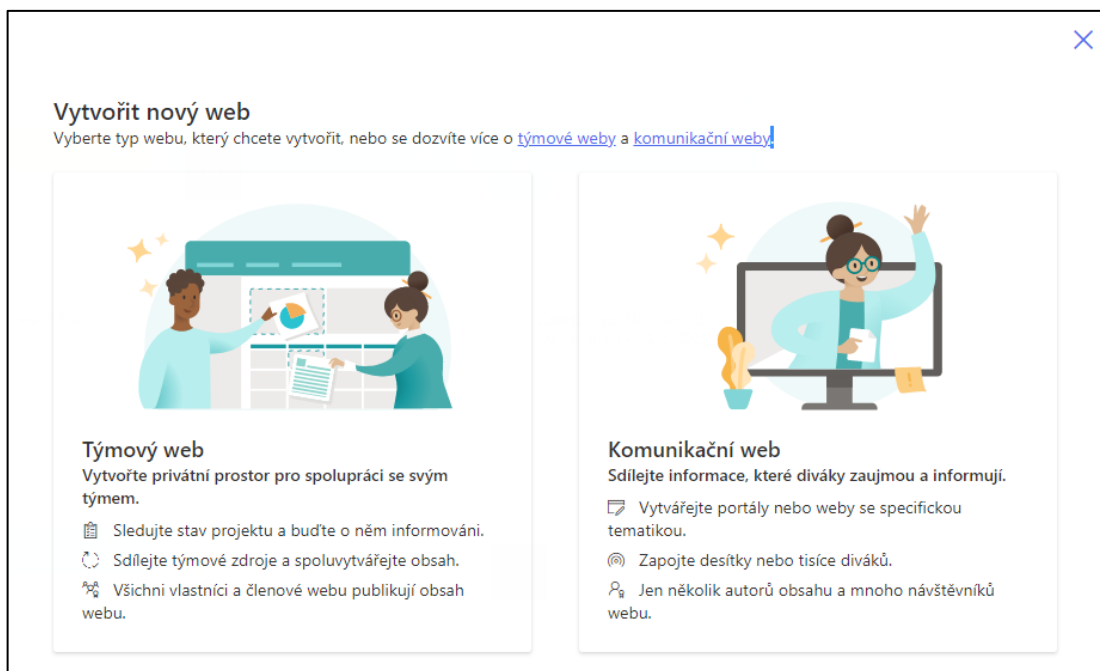 Vytvořit nový web
Vyberte typ webu, který chcete vytvořit, nebo se dozvíte více o týmové weby a komunikační weby.
Týmový web
Vytvořte privátní prostor pro spolupráci se svým
týmem.
Sledujte stav projektu a buďte o něm informováni.
Sdílejte týmové zdroje a spoluvytvářejte obsah.
Všichni vlastníci a členové webu publikují obsah
webu.
Komunikační web
Sdílejte informace, které diváky zaujmou a informují.
Vytvářejte portály nebo weby se specifickou
tematikou.
Zapojte desítky nebo tisíce diváků.
Jen několik autorů obsahu a mnoho návštěvníků
webu.